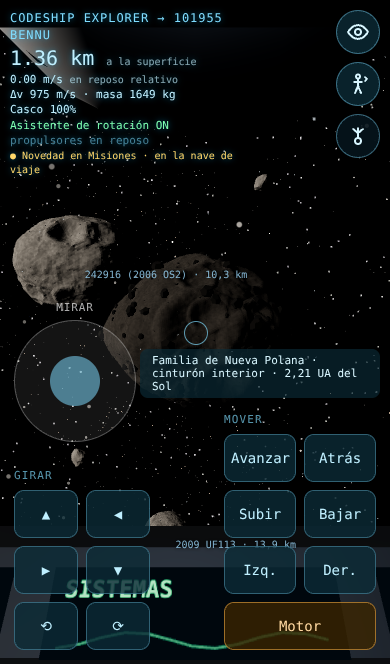 CODESHIP EXPLORER → 101955
BENNU
1.36 km a la superficie
0.00 m/s en reposo relativo
Δv 975 m/s · masa 1649 kg
Casco 100%
Asistente de rotación ON
propulsores en reposo
● Novedad en Misiones · en la nave de
viaje
242916 (2006 OS2) · 10,3 km
MIRAR
Familia de Nueva Polana ·
cinturón interior · 2,21 UA del
Sol
MOVER
Avanzar Atrás
GIRAR
▲ ◄ Subir Bajar
2009 UF113 · 13,9 km
► ▼ Izq. Der.
SISTEMAS
⟲ ⟳ Motor